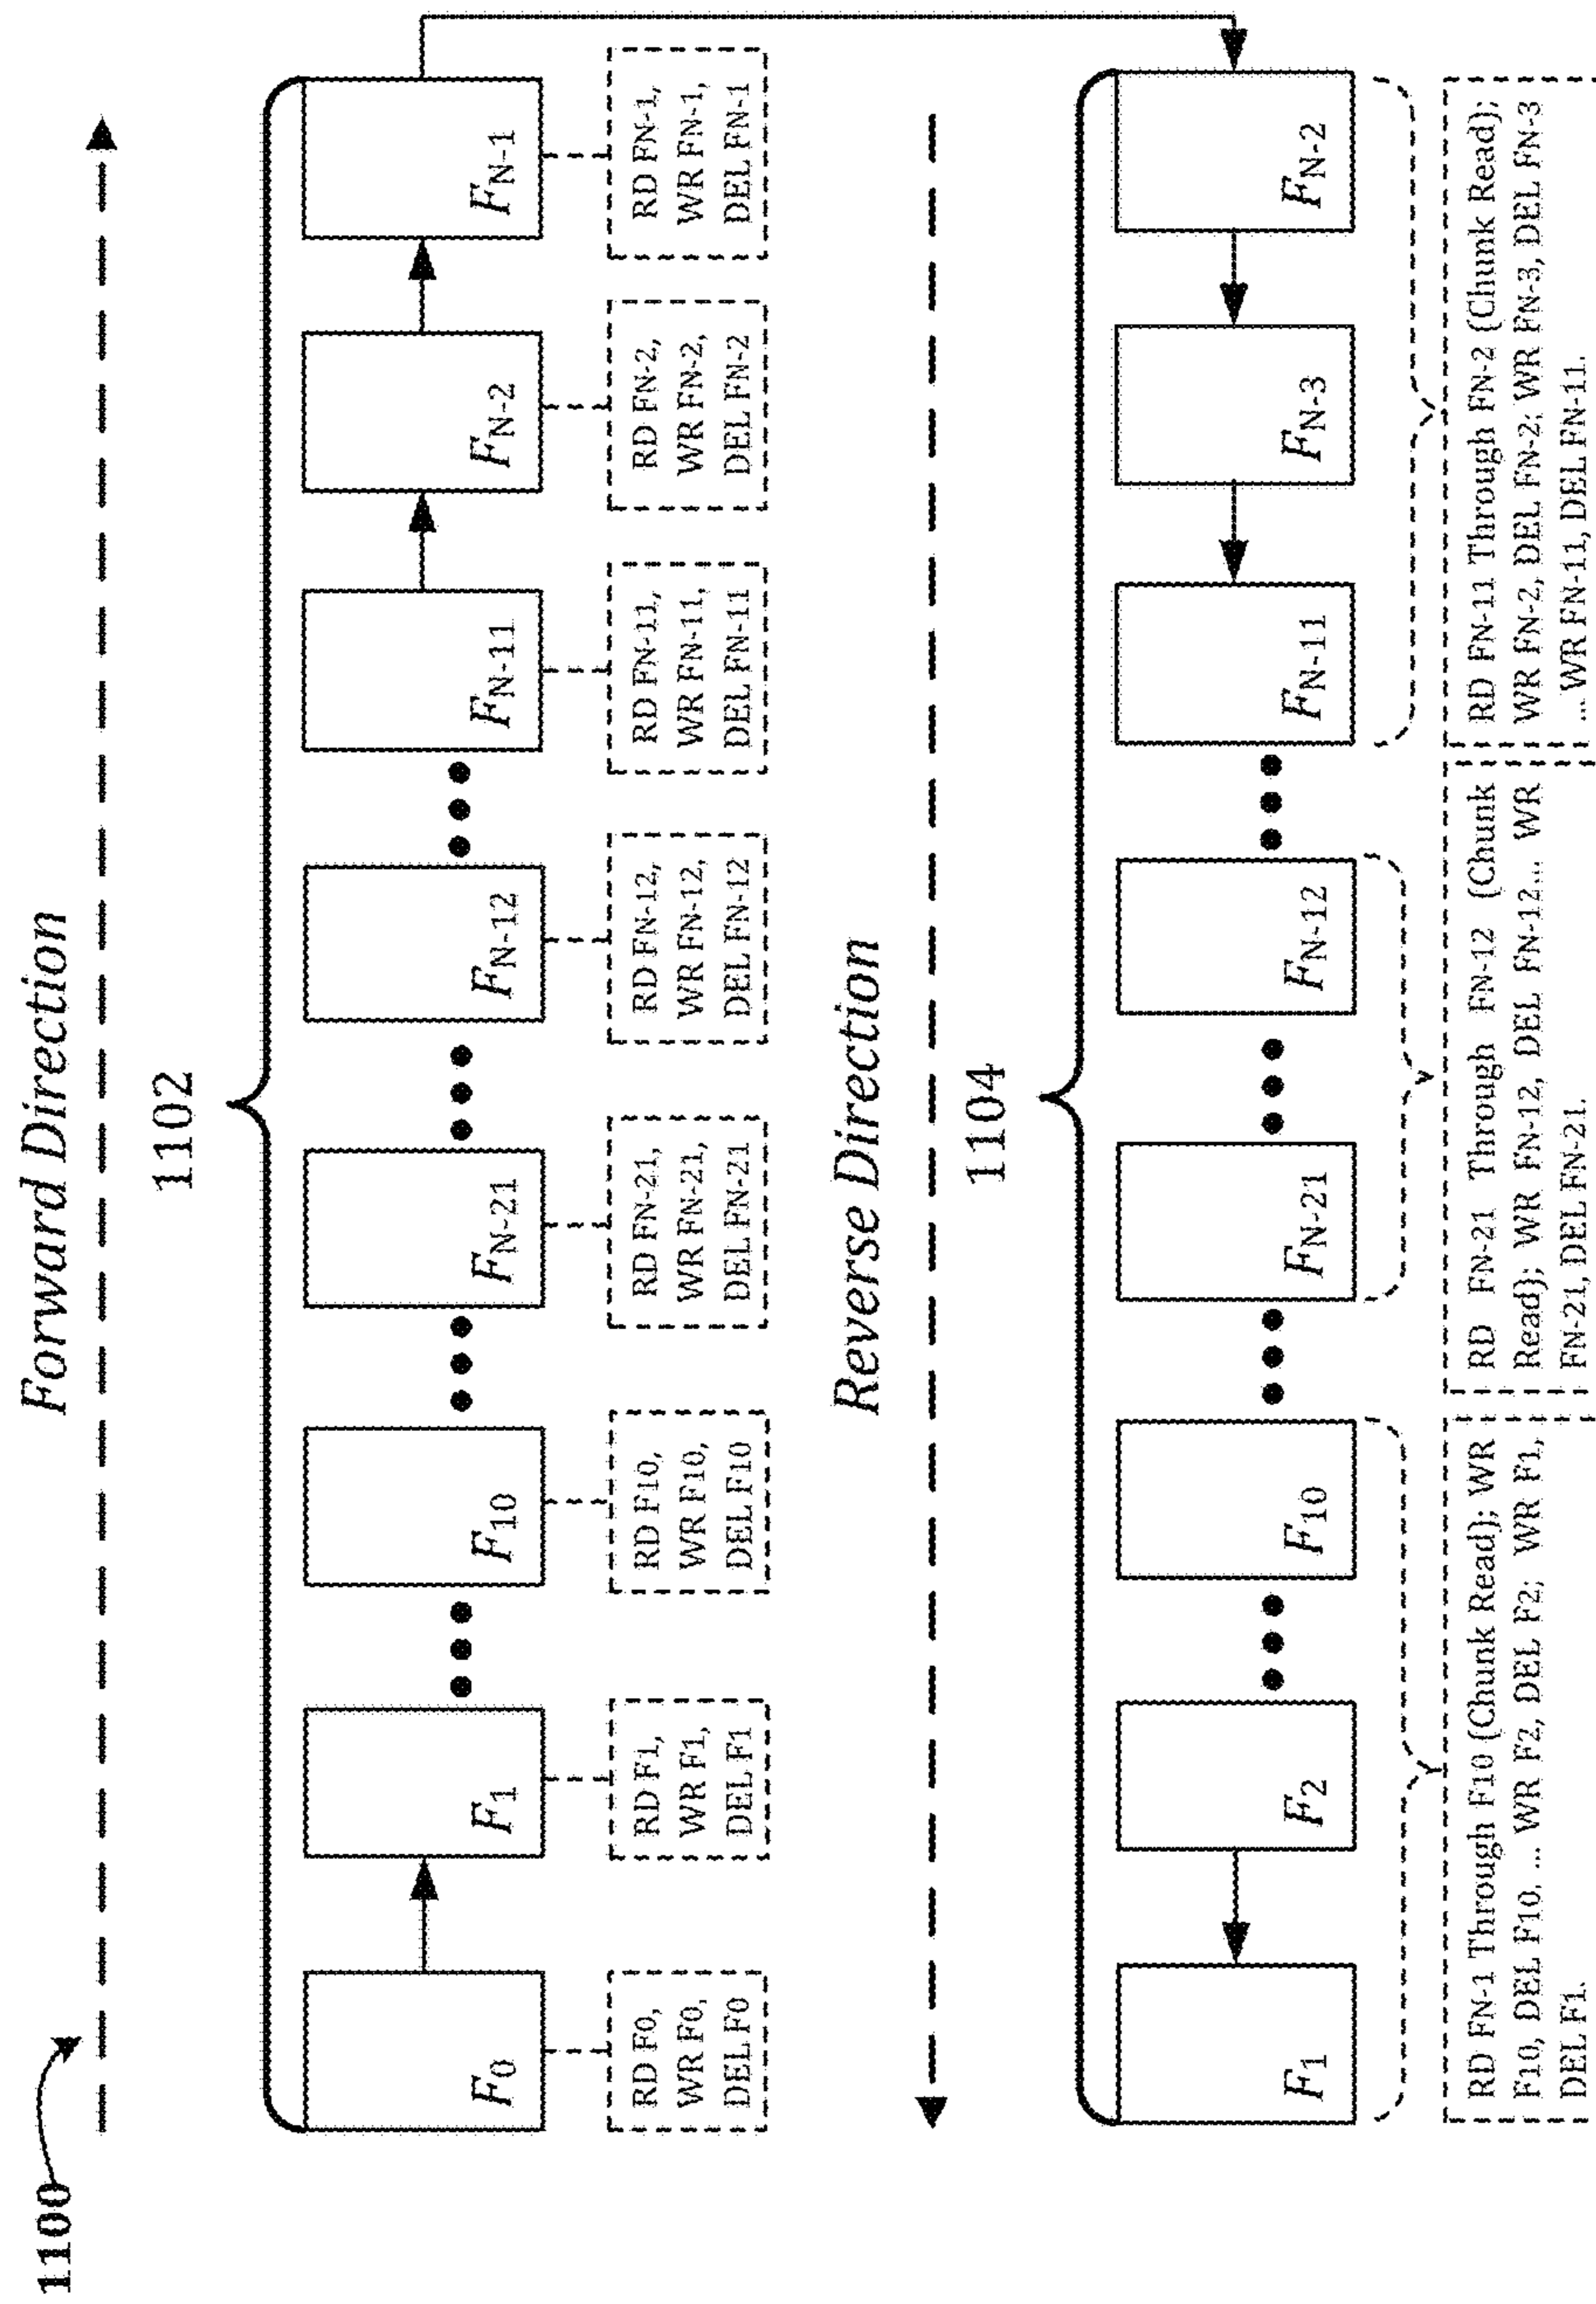 1100
Forward Direction
1102
F0
F1
F10
FN-21
FN-12
FN-11
FN-2
FN-1
RD F0,
WR F0,
DEL F0
RD F1,
WR F1,
DEL F1
RD F10,
WR F10,
DEL F10
RD FN-21,
WR FN-21,
DEL FN-21
RD FN-12,
WR FN-12,
DEL FN-12
RD FN-11,
WR FN-11,
DEL FN-11
RD FN-2,
WR FN-2,
DEL FN-2
RD FN-1,
WR FN-1,
DEL FN-1
Reverse Direction
1104
F1
F2
F10
FN-21
FN-12
FN-11
FN-3
FN-2
RD FN-1 Through F10 (Chunk Read); WR
F10, DEL F10, ... WR F2, DEL F2; WR F1,
DEL F1.
RD FN-21 Through FN-12 (Chunk
Read); WR FN-12, DEL FN-12... WR
FN-21, DEL FN-21.
RD FN-11 Through FN-2 (Chunk Read);
WR FN-2, DEL FN-2; WR FN-3, DEL FN-3
... WR FN-11, DEL FN-11.